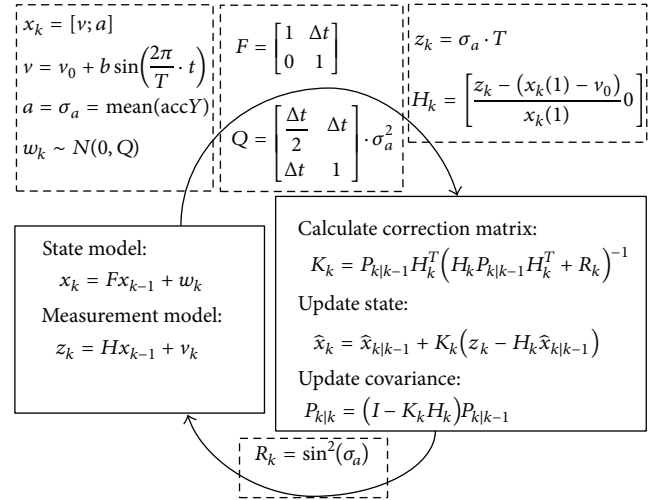 x_k = [v; a]
v = v_0 + b sin(2π/T · t)
a = σ_a = mean(accY)
w_k ~ N(0, Q)
F = [1 Δt; 0 1]
Q = [Δt/2 Δt; Δt 1] · σ_a^2
z_k = σ_a · T
H_k = [(z_k − (x_k(1) − v_0))/x_k(1) 0]
State model:
x_k = Fx_{k−1} + w_k
Measurement model:
z_k = Hx_{k−1} + v_k
Calculate correction matrix:
K_k = P_{k|k−1}H_k^T(H_kP_{k|k−1}H_k^T + R_k)^{−1}
Update state:
x̂_k = x̂_{k|k−1} + K_k(z_k − H_kx̂_{k|k−1})
Update covariance:
P_{k|k} = (I − K_kH_k)P_{k|k−1}
R_k = sin^2(σ_a)